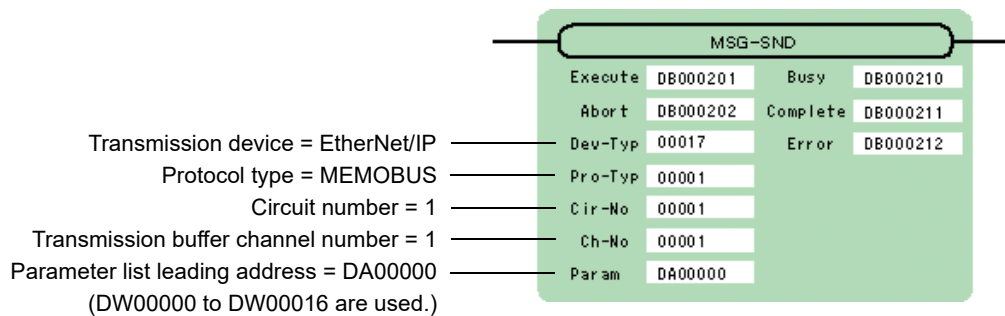 MSG-SND
Execute DB000201 Busy DB000210
Abort DB000202 Complete DB000211
Transmission device = EtherNet/IP Dev-Typ 00017 Error DB000212
Protocol type = MEMOBUS Pro-Typ 00001
Circuit number = 1 Cir-No 00001
Transmission buffer channel number = 1 Ch-No 00001
Parameter list leading address = DA00000 Param DA00000
(DW00000 to DW00016 are used.)